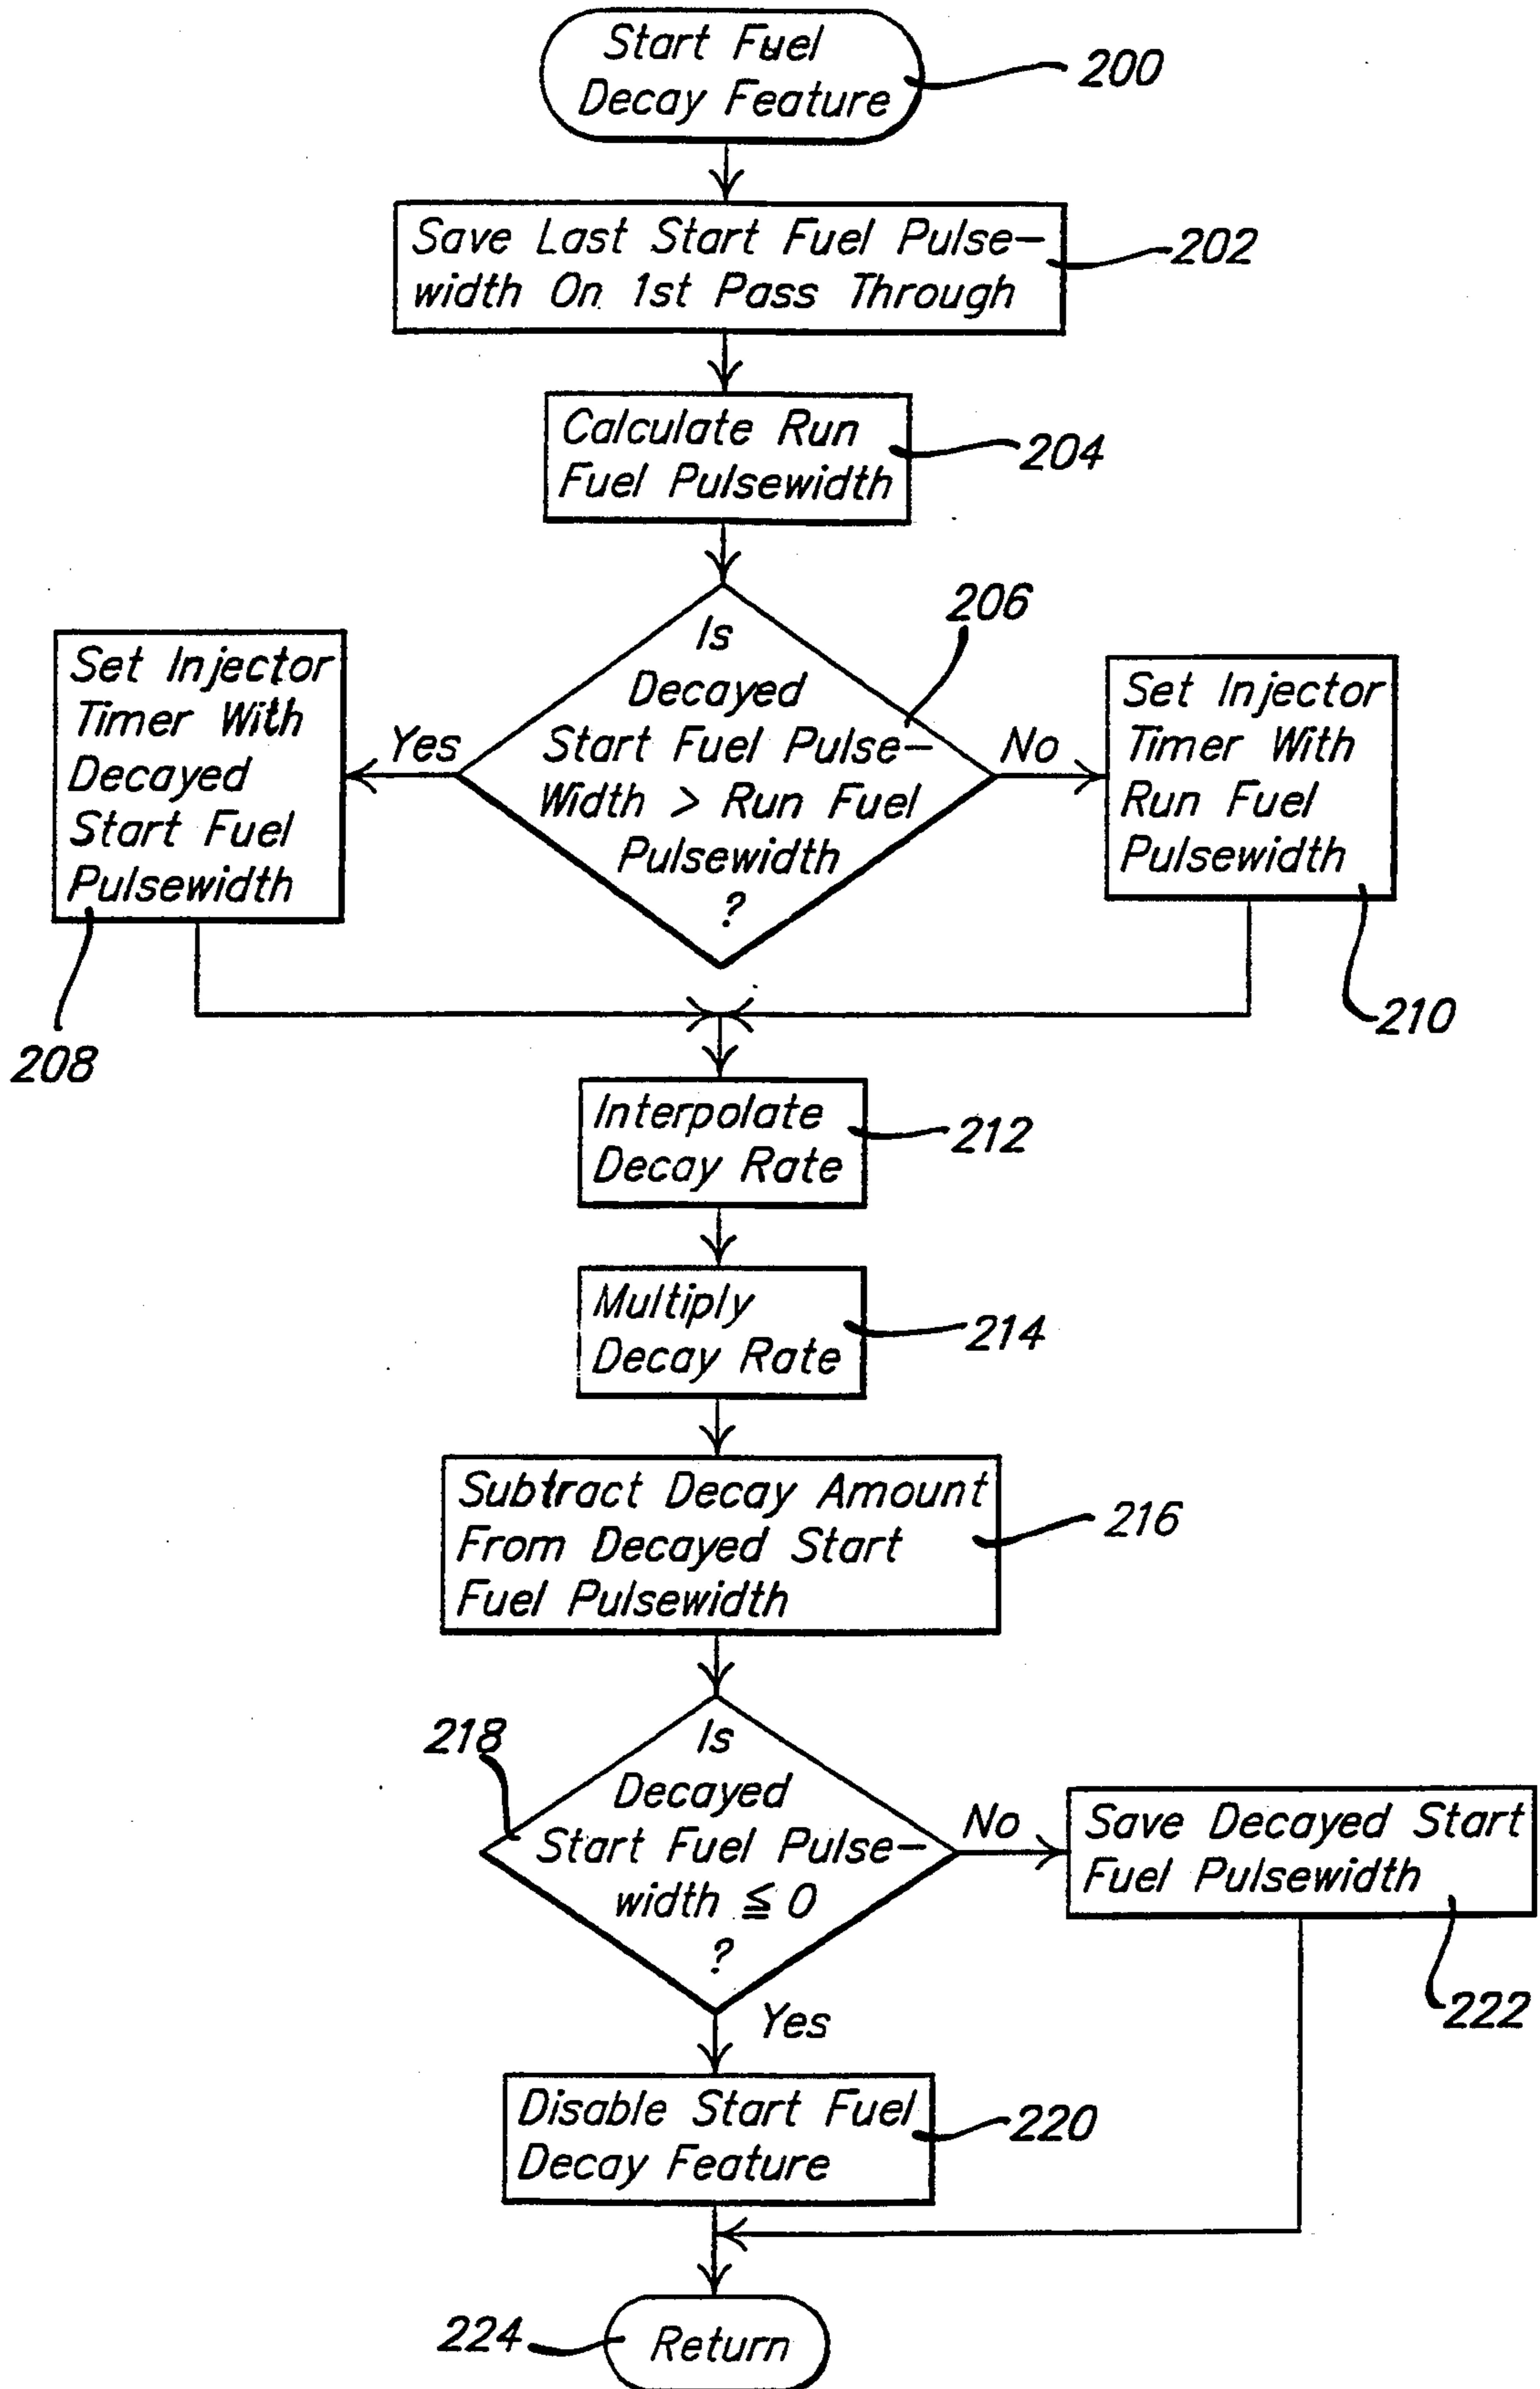 Start Fuel
Decay Feature
200
Save Last Start Fuel Pulse–
width On 1st Pass Through
202
Calculate Run
Fuel Pulsewidth
204
206
Is
Decayed
Start Fuel Pulse–
Width > Run Fuel
Pulsewidth
?
Yes
No
Set Injector
Timer With
Decayed
Start Fuel
Pulsewidth
208
Set Injector
Timer With
Run Fuel
Pulsewidth
210
Interpolate
Decay Rate
212
Multiply
Decay Rate
214
Subtract Decay Amount
From Decayed Start
Fuel Pulsewidth
216
218
Is
Decayed
Start Fuel Pulse–
width ≦ 0
?
No
Save Decayed Start
Fuel Pulsewidth
222
Yes
Disable Start Fuel
Decay Feature
220
224
Return